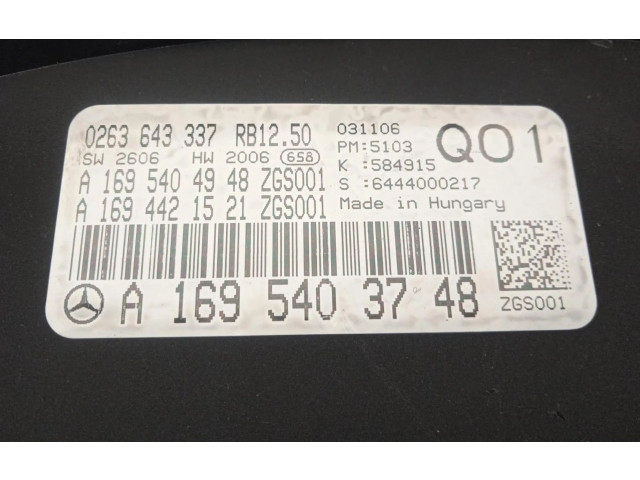 0263 643 337 RB12.50
SW 2606 HW 2006 658
A 169 540 49 48 ZGS001
A 169 442 15 21 ZGS001
031106
PM:5103
K :584915
S :6444000217
Made in Hungary
Q01
A 169 540 37 48
ZGS001